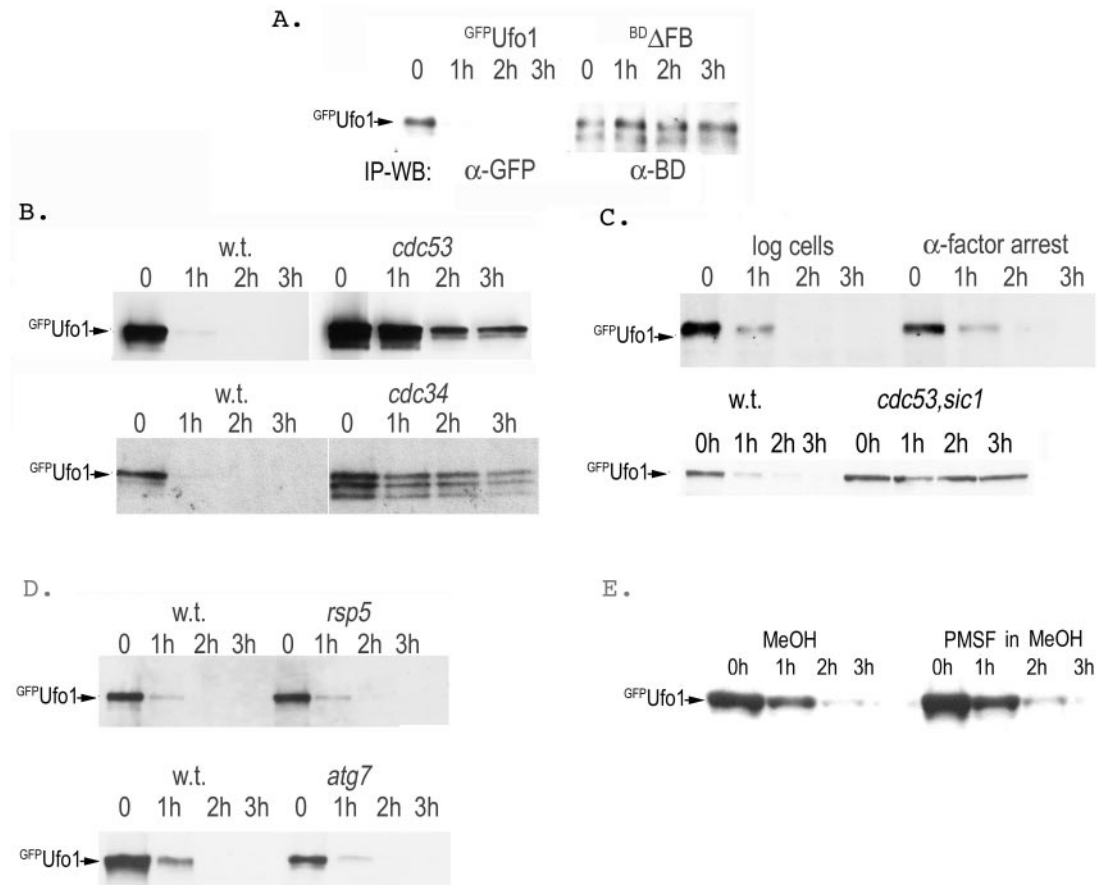 A.
GFPUfo1 BDΔFB
0 1h 2h 3h 0 1h 2h 3h
GFPUfo1
IP-WB: α-GFP α-BD
B.
w.t. cdc53
0 1h 2h 3h 0 1h 2h 3h
GFPUfo1
w.t. cdc34
0 1h 2h 3h 0 1h 2h 3h
GFPUfo1
C.
log cells α-factor arrest
0 1h 2h 3h 0 1h 2h 3h
GFPUfo1
w.t. cdc53,sic1
0h 1h 2h 3h 0h 1h 2h 3h
GFPUfo1
D.
w.t. rsp5
0 1h 2h 3h 0 1h 2h 3h
GFPUfo1
w.t. atg7
0 1h 2h 3h 0 1h 2h 3h
GFPUfo1
E.
MeOH PMSF in MeOH
0h 1h 2h 3h 0h 1h 2h 3h
GFPUfo1